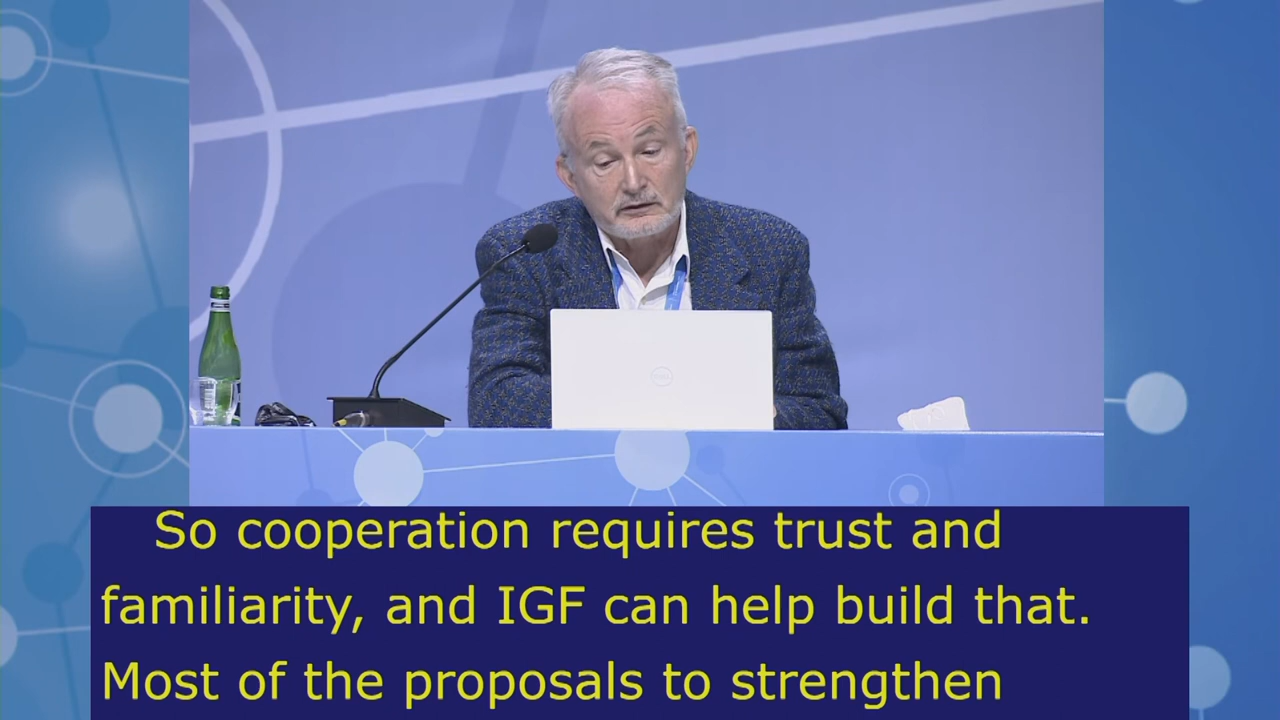 So cooperation requires trust and
familiarity, and IGF can help build that.
Most of the proposals to strengthen